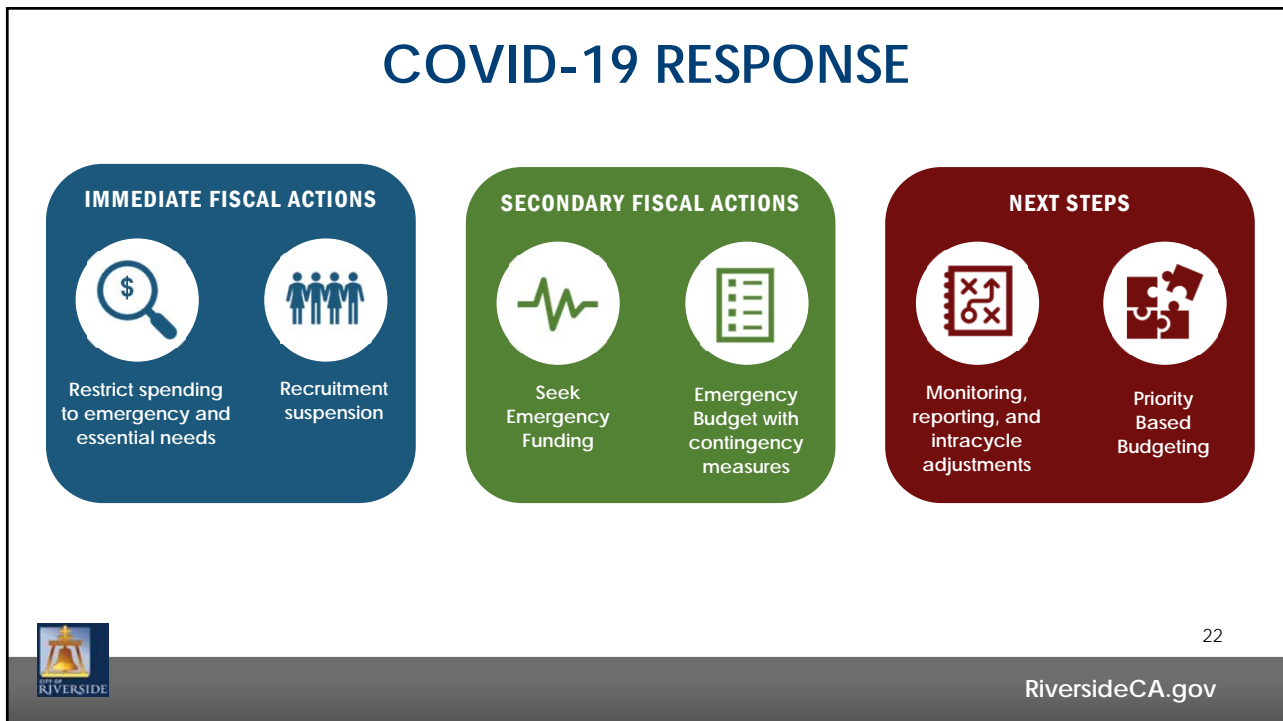 COVID-19 RESPONSE
IMMEDIATE FISCAL ACTIONS
$
Restrict spending
to emergency and
essential needs
Recruitment
suspension
SECONDARY FISCAL ACTIONS
Seek
Emergency
Funding
Emergency
Budget with
contingency
measures
NEXT STEPS
Monitoring,
reporting, and
intracycle
adjustments
Priority
Based
Budgeting
22
CITY OF
RIVERSIDE
RiversideCA.gov